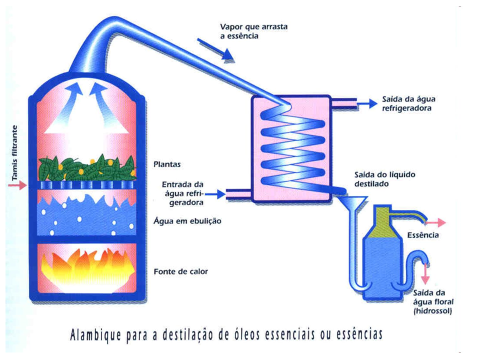 Vapor que arrasta
a essência
Saída da água
refrigeradora
Tamis filtrante
Plantas
Entrada da
água refri-
geradora
Saída do líquido
destilado
Água em ebulição
Essência
Fonte de calor
Saída da
água floral
(hidrossol)
Alambique para a destilação de óleos essenciais ou essências